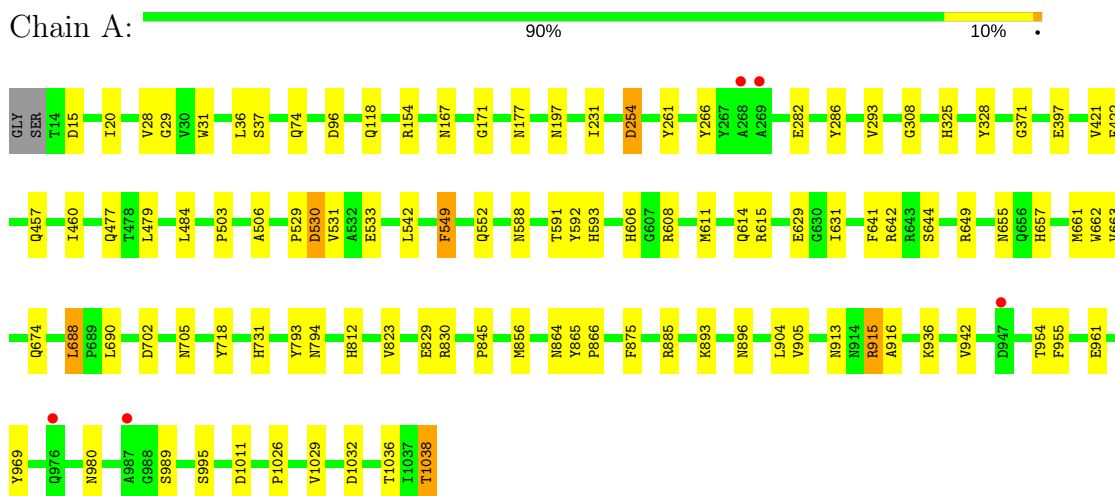 Chain A:
90% 10% •
GLY SER T14 D15 I20 V28 G29 V30 W31 L36 S37 Q74 D96 Q118 R154 N167 G171 N177 N197 I231 D254 Y261 Y266 Y267 A268 A269 E282 Y286 V293 G308 H325 Y328 G371 E397 V421
Q457 I460 Q477 T478 L479 L484 P503 A506 P529 D530 V531 A532 E533 L542 F549 Q552 N588 T591 Y592 H593 H606 G607 R608 M611 Q614 R615 E629 G630 I631 F641 R642 R643 S644 R649 N655 Q656 H657 M661 W662
Q674 L688 P689 L690 D702 N705 Y718 H731 Y793 N794 H812 V823 E829 R830 P845 M856 N864 Y865 P866 F875 R885 K893 N896 L904 V905 N913 N914 R915 A916 K936 V942 D947 T954 F955 E961
Y969 Q976 N980 A987 G988 S989 S995 D1011 P1026 V1029 D1032 T1036 I1037 T1038